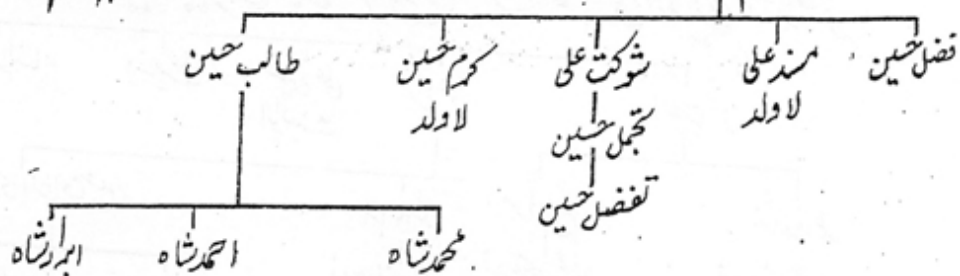 فضل حسین مسند علی شوکت علی کرم حسین طالب حسین
لاولد لاولد
تجمل حسین
تفضل حسین
محمد شاہ احمد شاہ ابرار شاہ